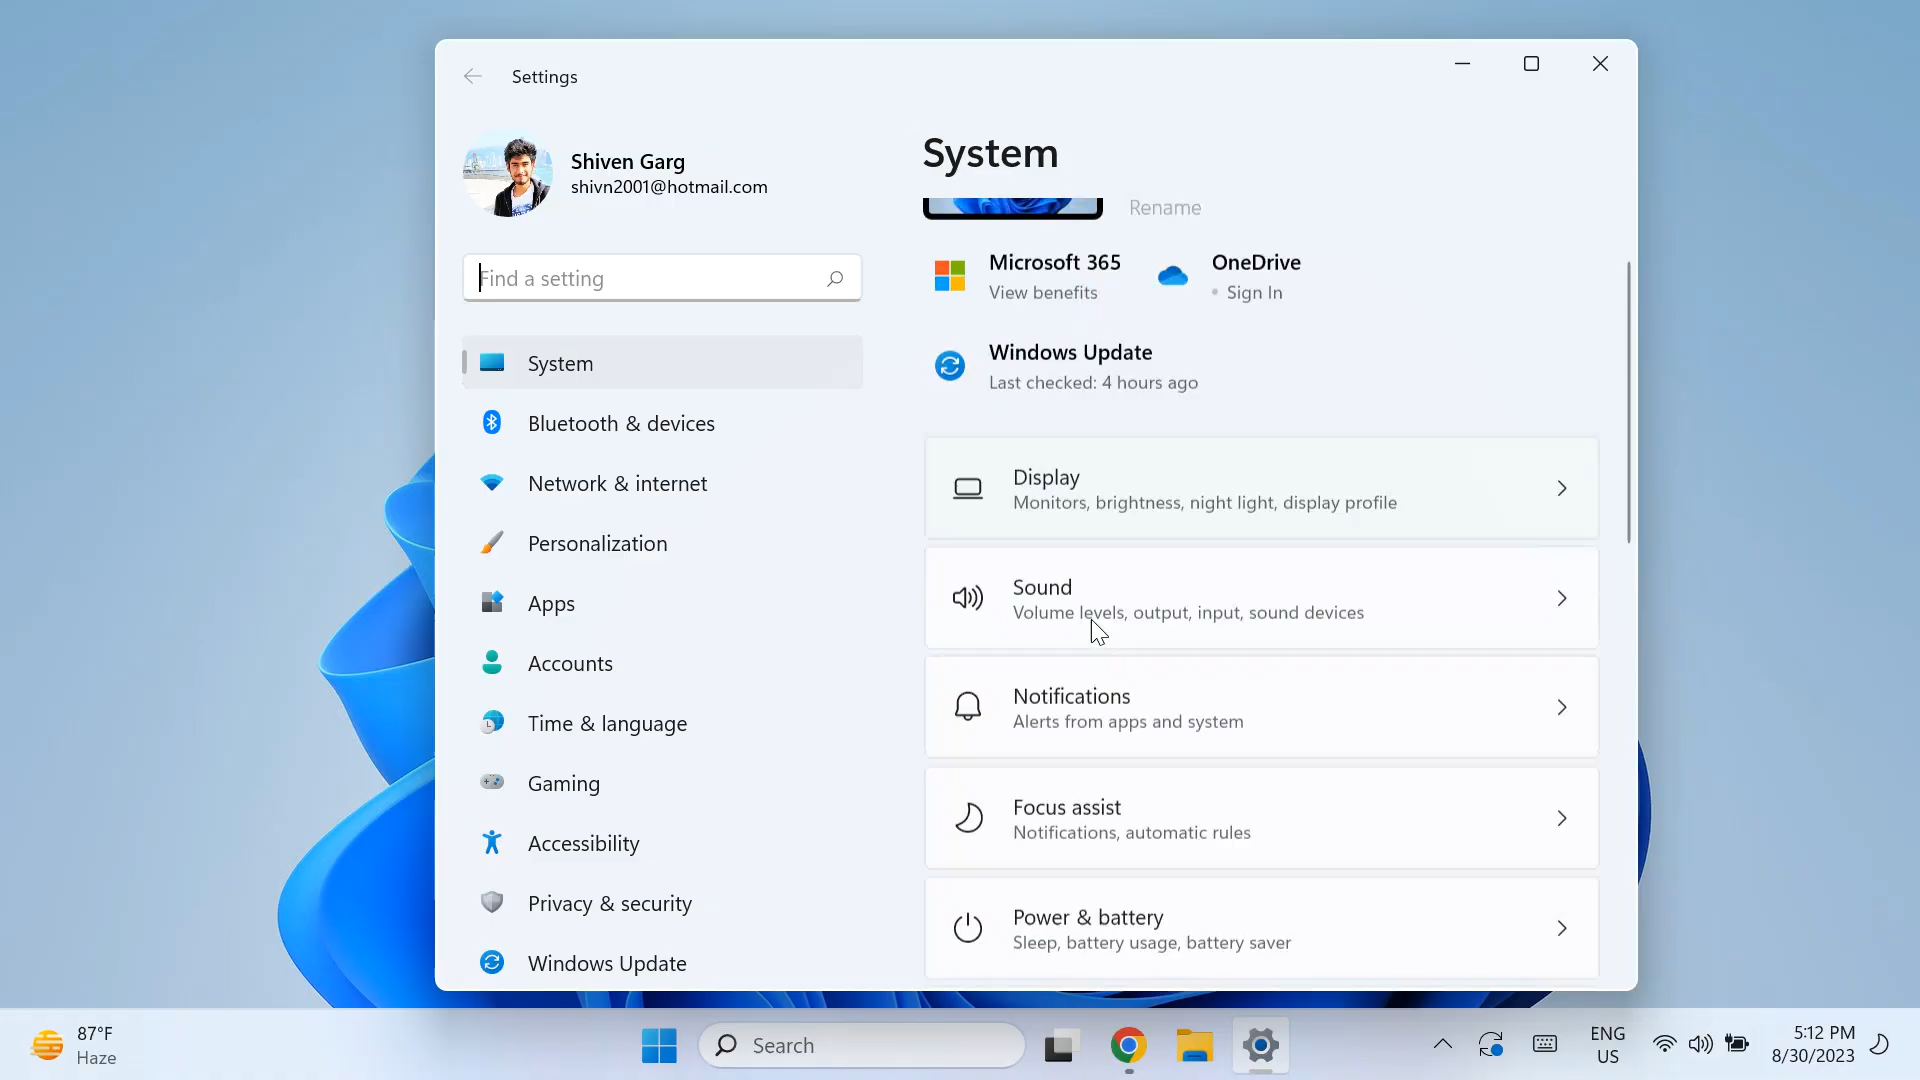 Settings
Shiven Garg
shivn2001@hotmail.com
Find a setting
System
Bluetooth & devices
Network & internet
Personalization
Apps
Accounts
Time & language
Gaming
Accessibility
Privacy & security
Windows Update
System
Rename
Microsoft 365
View benefits
OneDrive
Sign In
Windows Update
Last checked: 4 hours ago
Display
Monitors, brightness, night light, display profile
Sound
Volume levels, output, input, sound devices
Notifications
Alerts from apps and system
Focus assist
Notifications, automatic rules
Power & battery
Sleep, battery usage, battery saver
87°F
Haze
Search
ENG
US
5:12 PM
8/30/2023